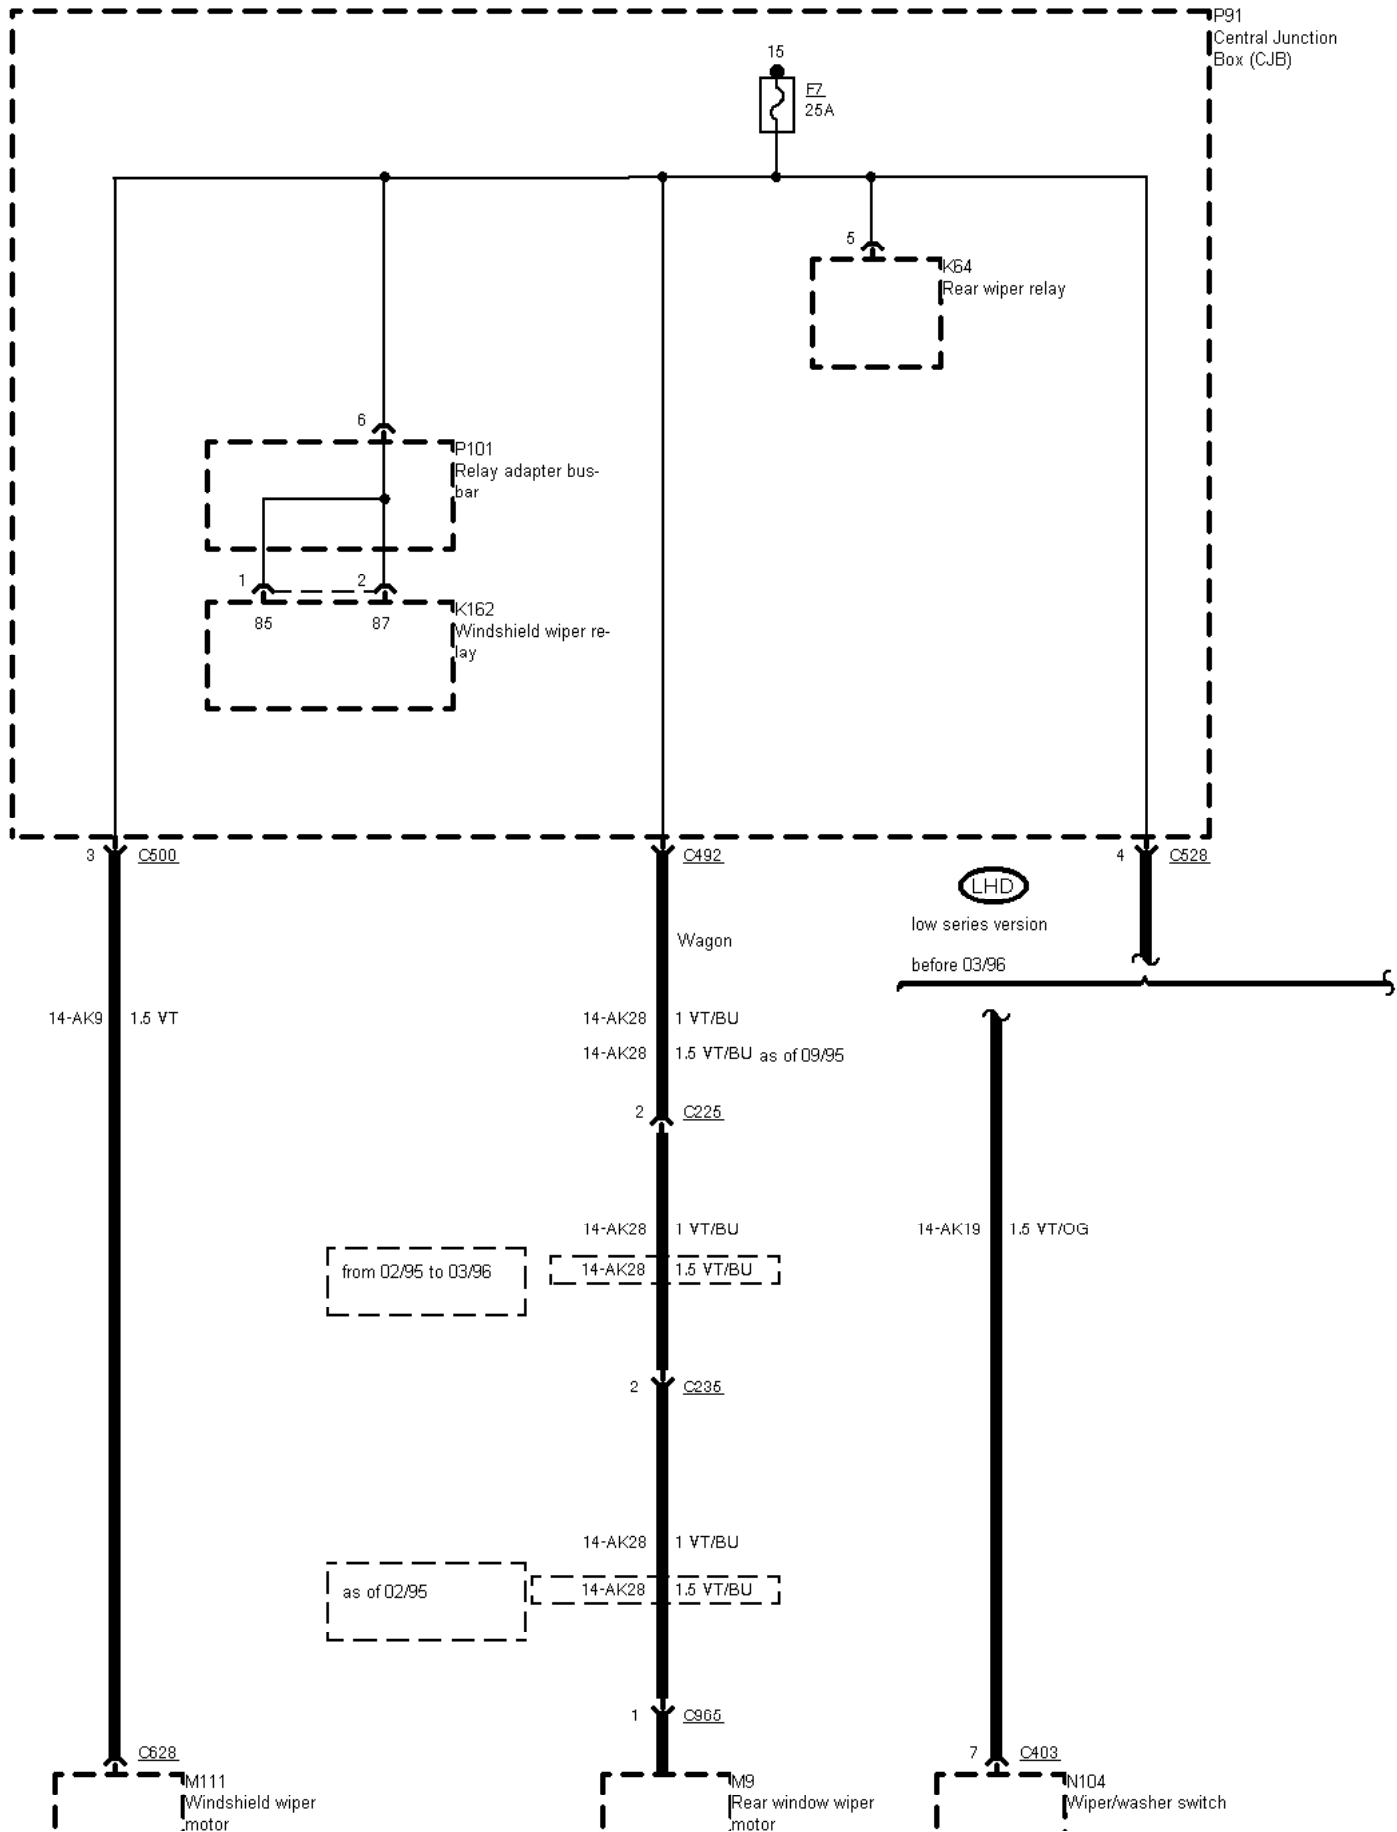 P91
Central Junction
Box (CJB)
15
F7
25A
5
K64
Rear wiper relay
6
P101
Relay adapter bus-
bar
1
2
85
87
K162
Windshield wiper re-
lay
3
C500
C492
4
C528
LHD
low series version
before 03/96
Wagon
14-AK9
1.5 VT
14-AK28
1 VT/BU
14-AK28
1.5 VT/BU as of 09/95
2
C225
14-AK28
1 VT/BU
from 02/95 to 03/96
14-AK28
1.5 VT/BU
14-AK19
1.5 VT/OG
2
C235
14-AK28
1 VT/BU
as of 02/95
14-AK28
1.5 VT/BU
1
C965
C628
7
C403
M111
Windshield wiper
motor
M9
Rear window wiper
motor
N104
Wiper/washer switch